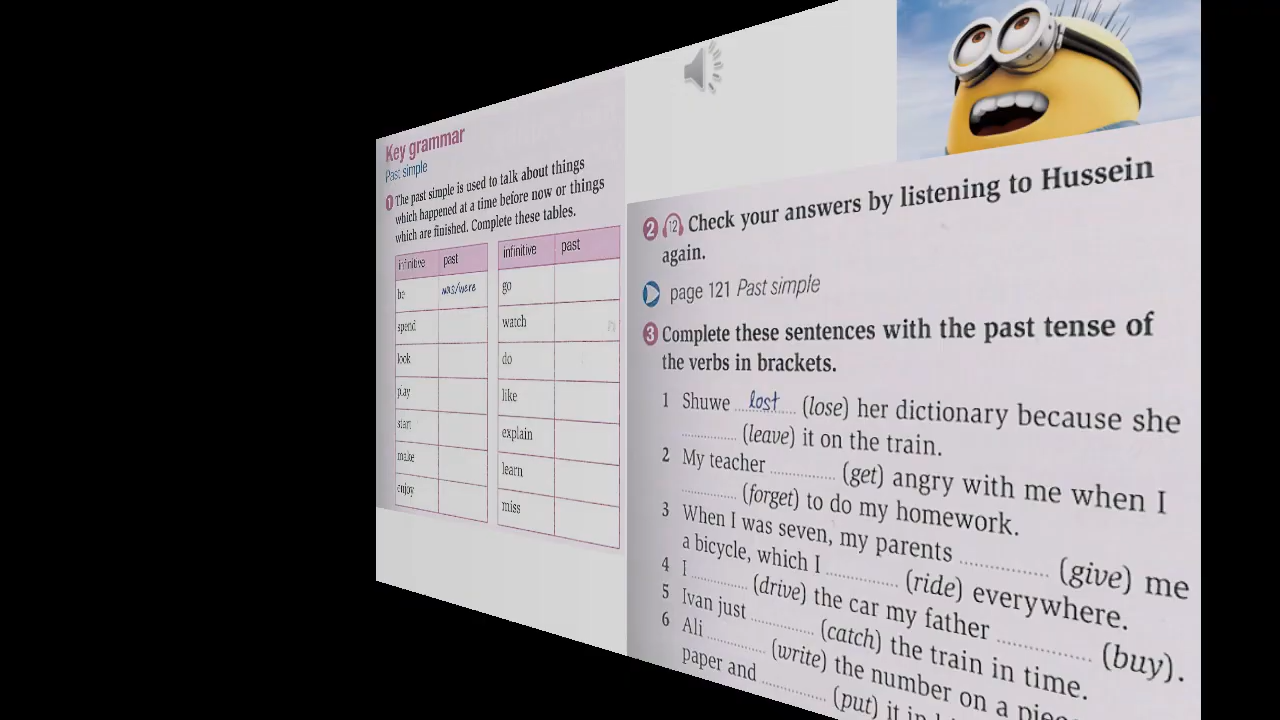 Key grammar
Past simple
1 The past simple is used to talk about things
which happened at a time before now or things
which are finished. Complete these tables.
infinitive past
be was/were
spend
look
play
start
make
enjoy
infinitive past
go
watch
do
like
explain
learn
miss
2 12 Check your answers by listening to Hussein
again.
page 121 Past simple
3 Complete these sentences with the past tense of
the verbs in brackets.
1 Shuwe lost (lose) her dictionary because she
............. (leave) it on the train.
2 My teacher ............... (get) angry with me when I
............. (forget) to do my homework.
3 When I was seven, my parents .................... (give) me
a bicycle, which I ................ (ride) everywhere.
4 I ............. (drive) the car my father .................... (buy).
5 Ivan just .............. (catch) the train in time.
6 Ali .............. (write) the number on a
paper and ............... (put) it in